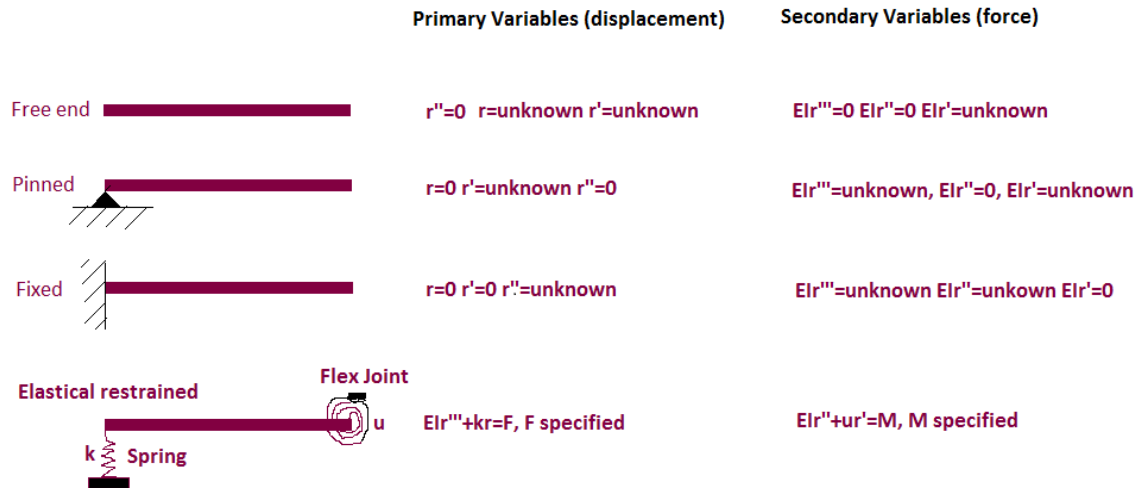 Primary Variables (displacement) Secondary Variables (force)
Free end r''=0 r=unknown r'=unknown EIr'''=0 EIr''=0 EIr'=unknown
Pinned r=0 r'=unknown r''=0 EIr'''=unknown, EIr''=0, EIr'=unknown
Fixed r=0 r'=0 r''=unknown EIr'''=unknown EIr''=unkown EIr'=0
Flex Joint
Elastical restrained
u EIr'''+kr=F, F specified EIr''+ur'=M, M specified
k Spring